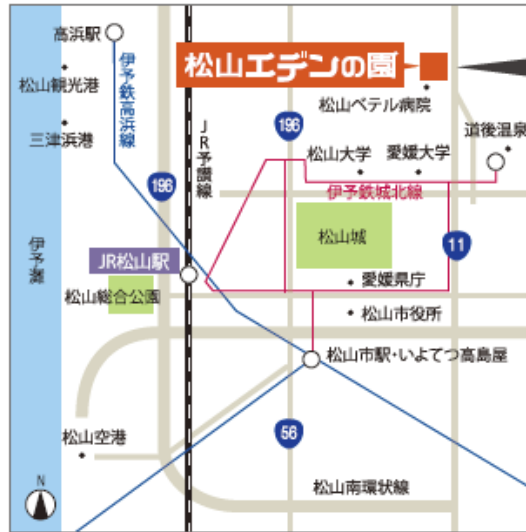 高浜駅
松山観光港
三津浜港
伊予灘
伊予鉄高浜線
JR予讃線
196
松山エデンの園
松山ベテル病院
196
松山大学
愛媛大学
道後温泉
伊予鉄城北線
松山城
11
JR松山駅
松山総合公園
愛媛県庁
松山市役所
松山市駅・いよてつ髙島屋
56
松山空港
松山南環状線
N